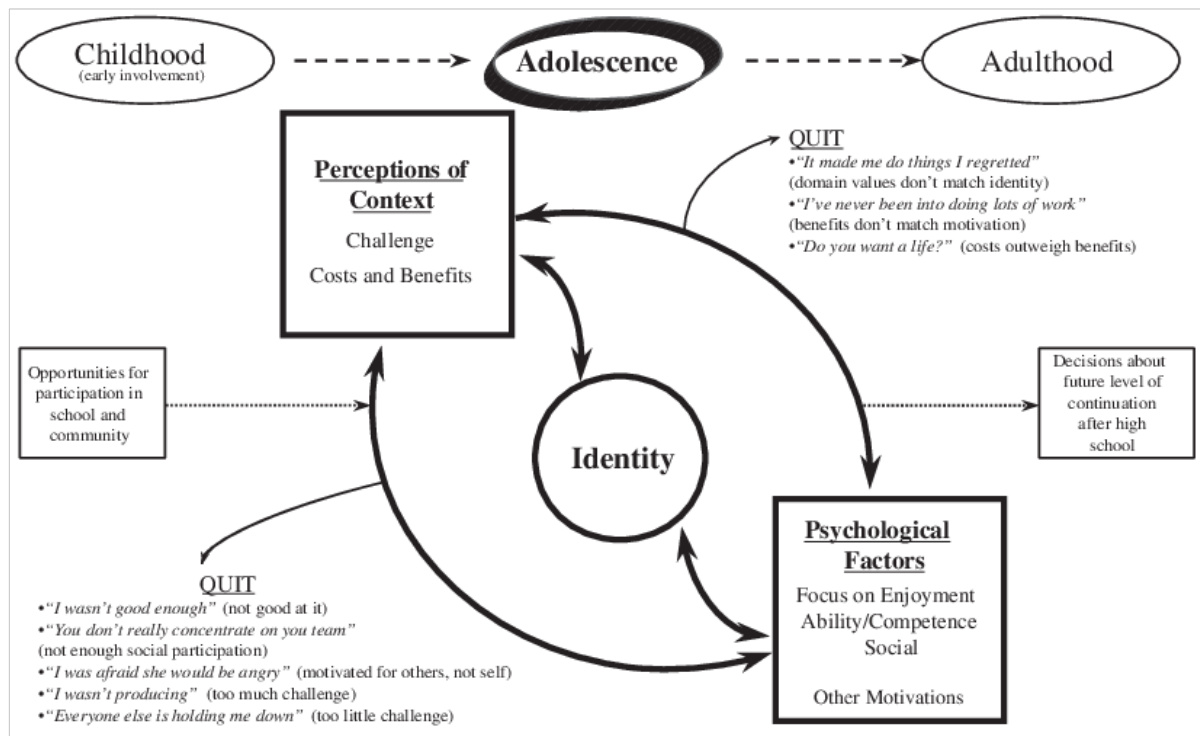 Childhood
(early involvement)
Adolescence
Adulthood
Perceptions of
Context
Challenge
Costs and Benefits
QUIT
•“It made me do things I regretted”
(domain values don’t match identity)
•“I’ve never been into doing lots of work”
(benefits don’t match motivation)
•“Do you want a life?” (costs outweigh benefits)
Opportunities for
participation in
school and
community
Identity
Decisions about
future level of
continuation
after high
school
QUIT
•“I wasn’t good enough” (not good at it)
•“You don’t really concentrate on you team”
(not enough social participation)
•“I was afraid she would be angry” (motivated for others, not self)
•“I wasn’t producing” (too much challenge)
•“Everyone else is holding me down” (too little challenge)
Psychological
Factors
Focus on Enjoyment
Ability/Competence
Social
Other Motivations